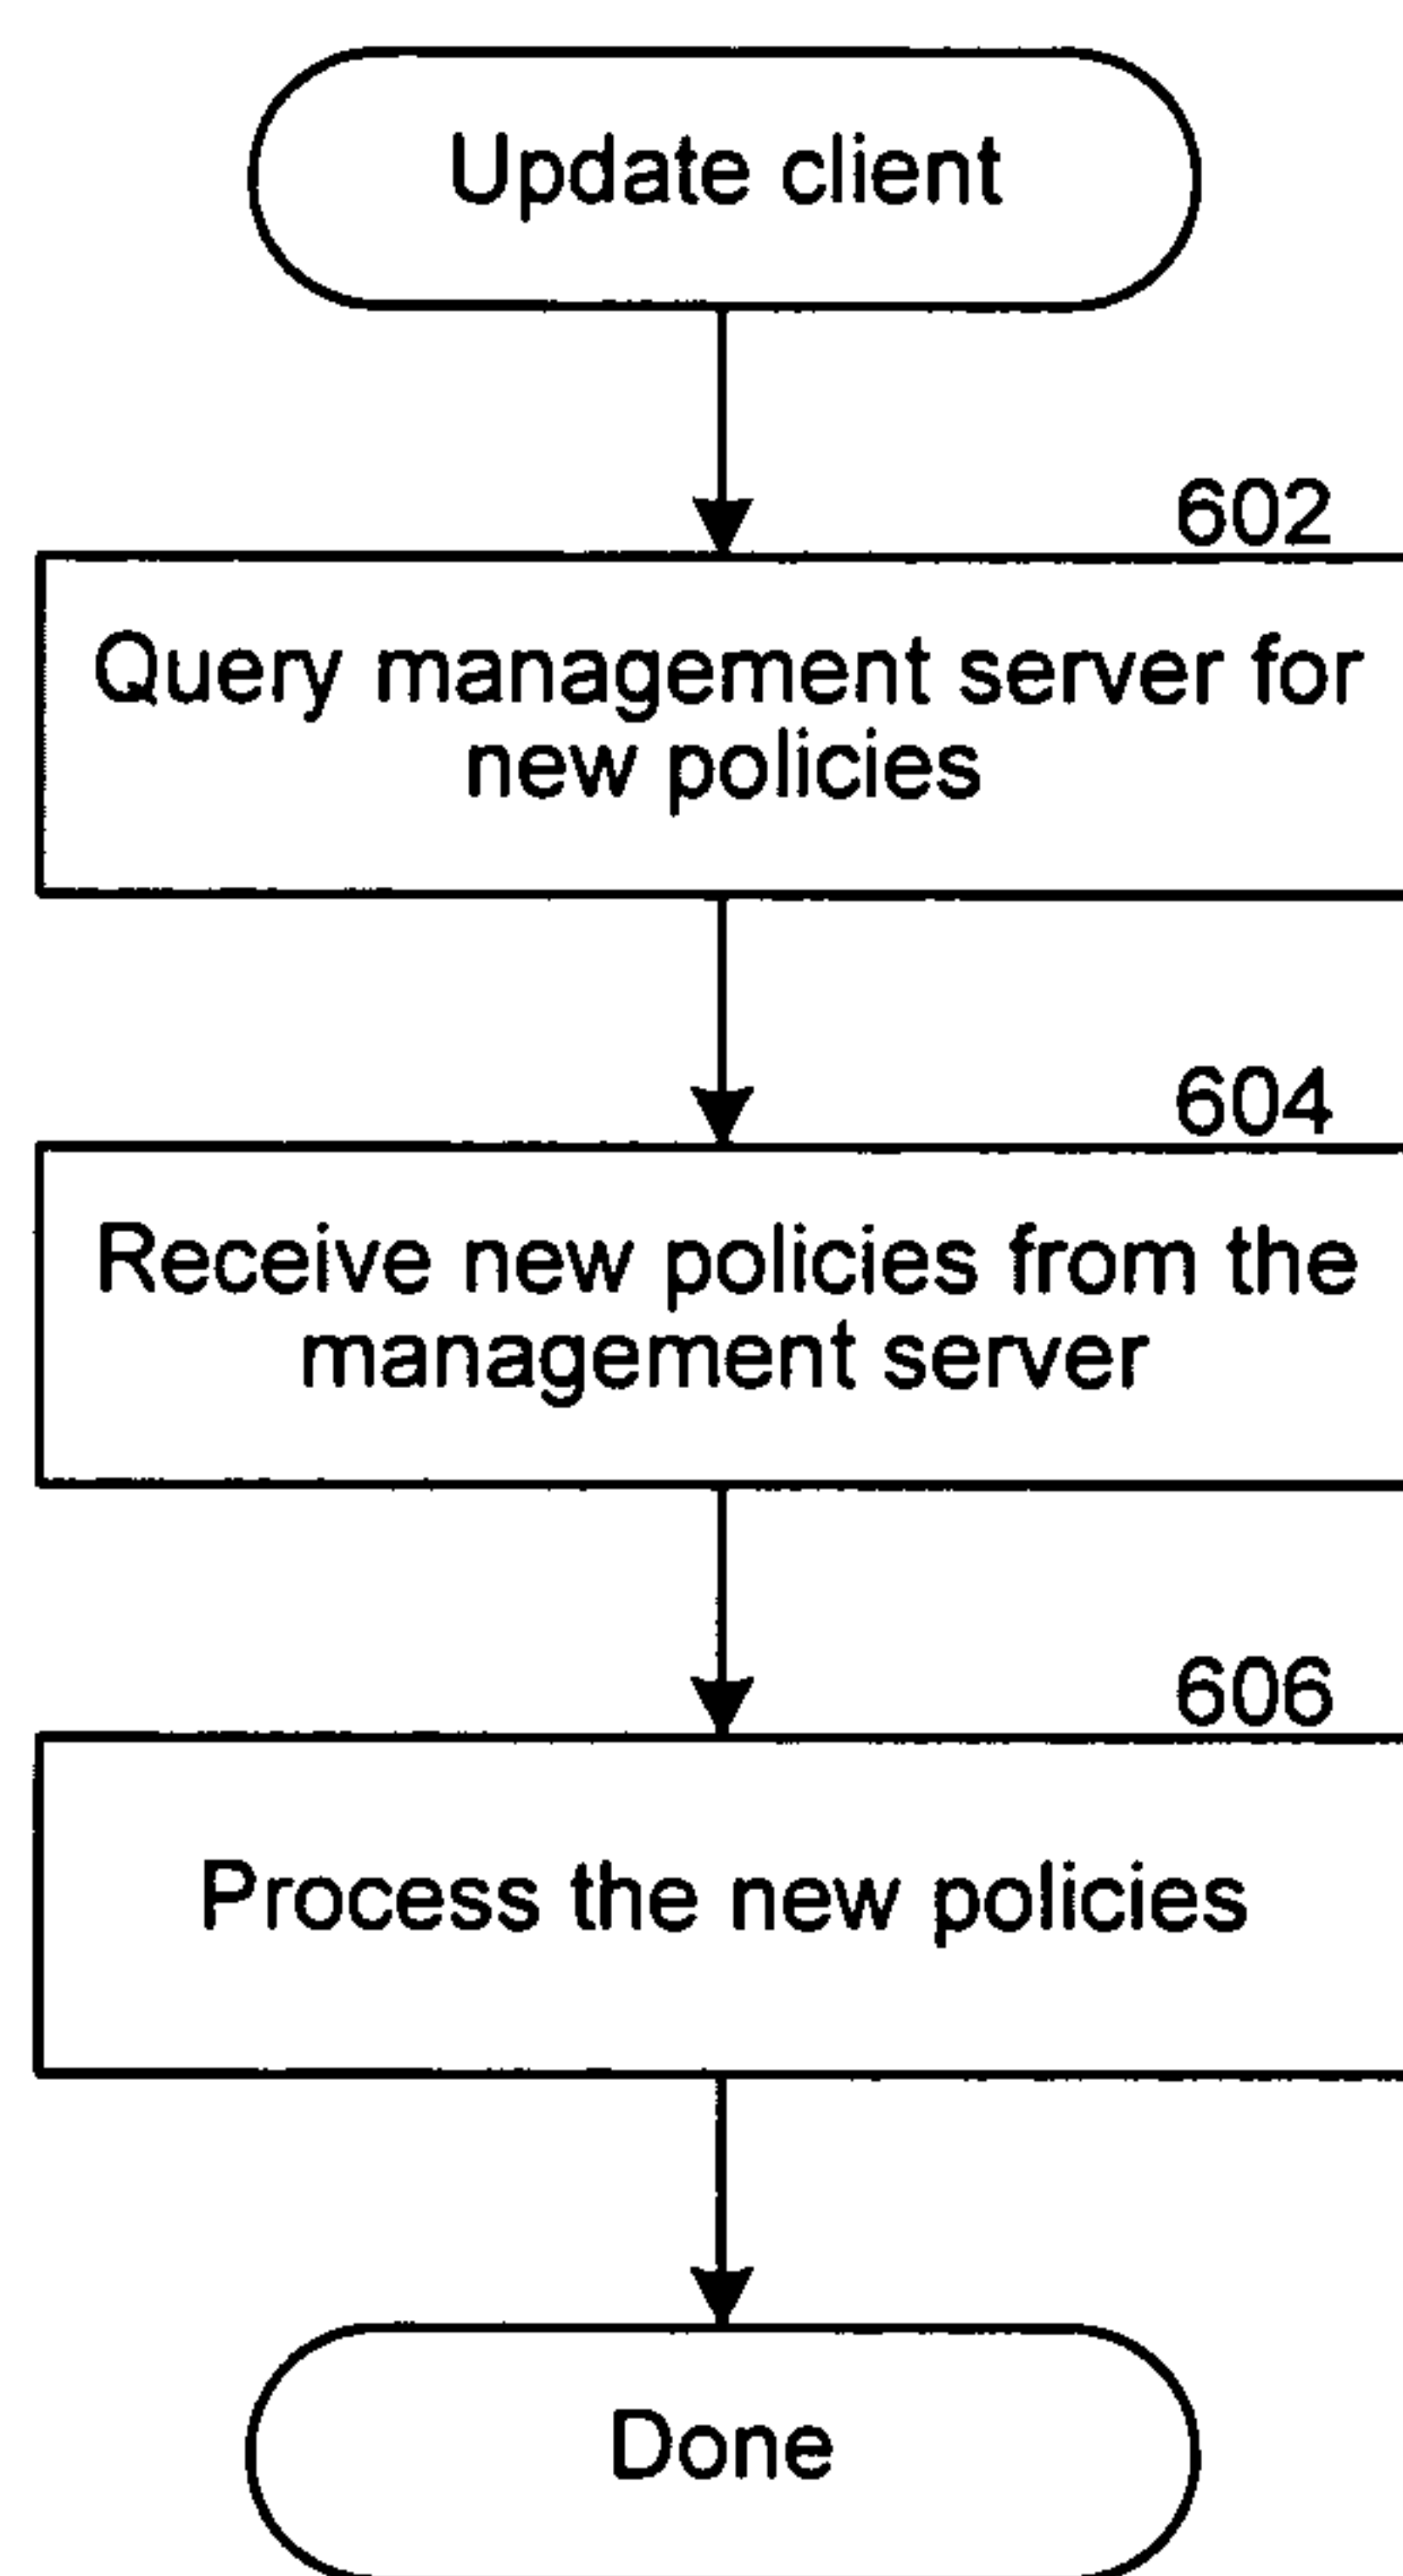 Update client
602
Query management server for
new policies
604
Receive new policies from the
management server
606
Process the new policies
Done